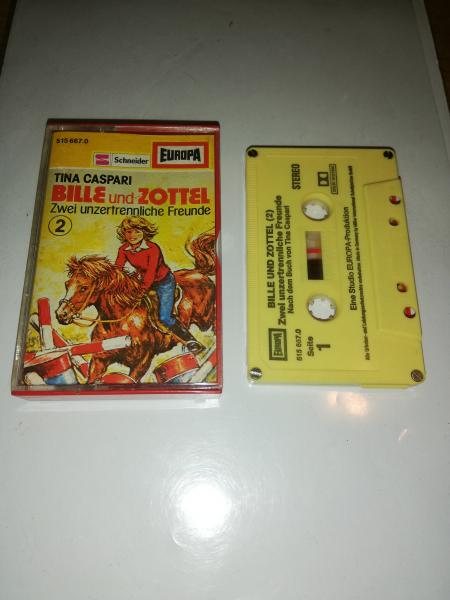 515 667.0
S Schneider
EUROPA
TINA CASPARI
BILLE und ZOTTEL
Zwei unzertrennliche Freunde
2
STEREO
BILLE UND ZOTTEL (2)
Zwei unzertrennliche Freunde
Nach dem Buch von Tina Caspari
EUROPA
515 667.0
Seite
1
Eine Studio EUROPA-Produktion